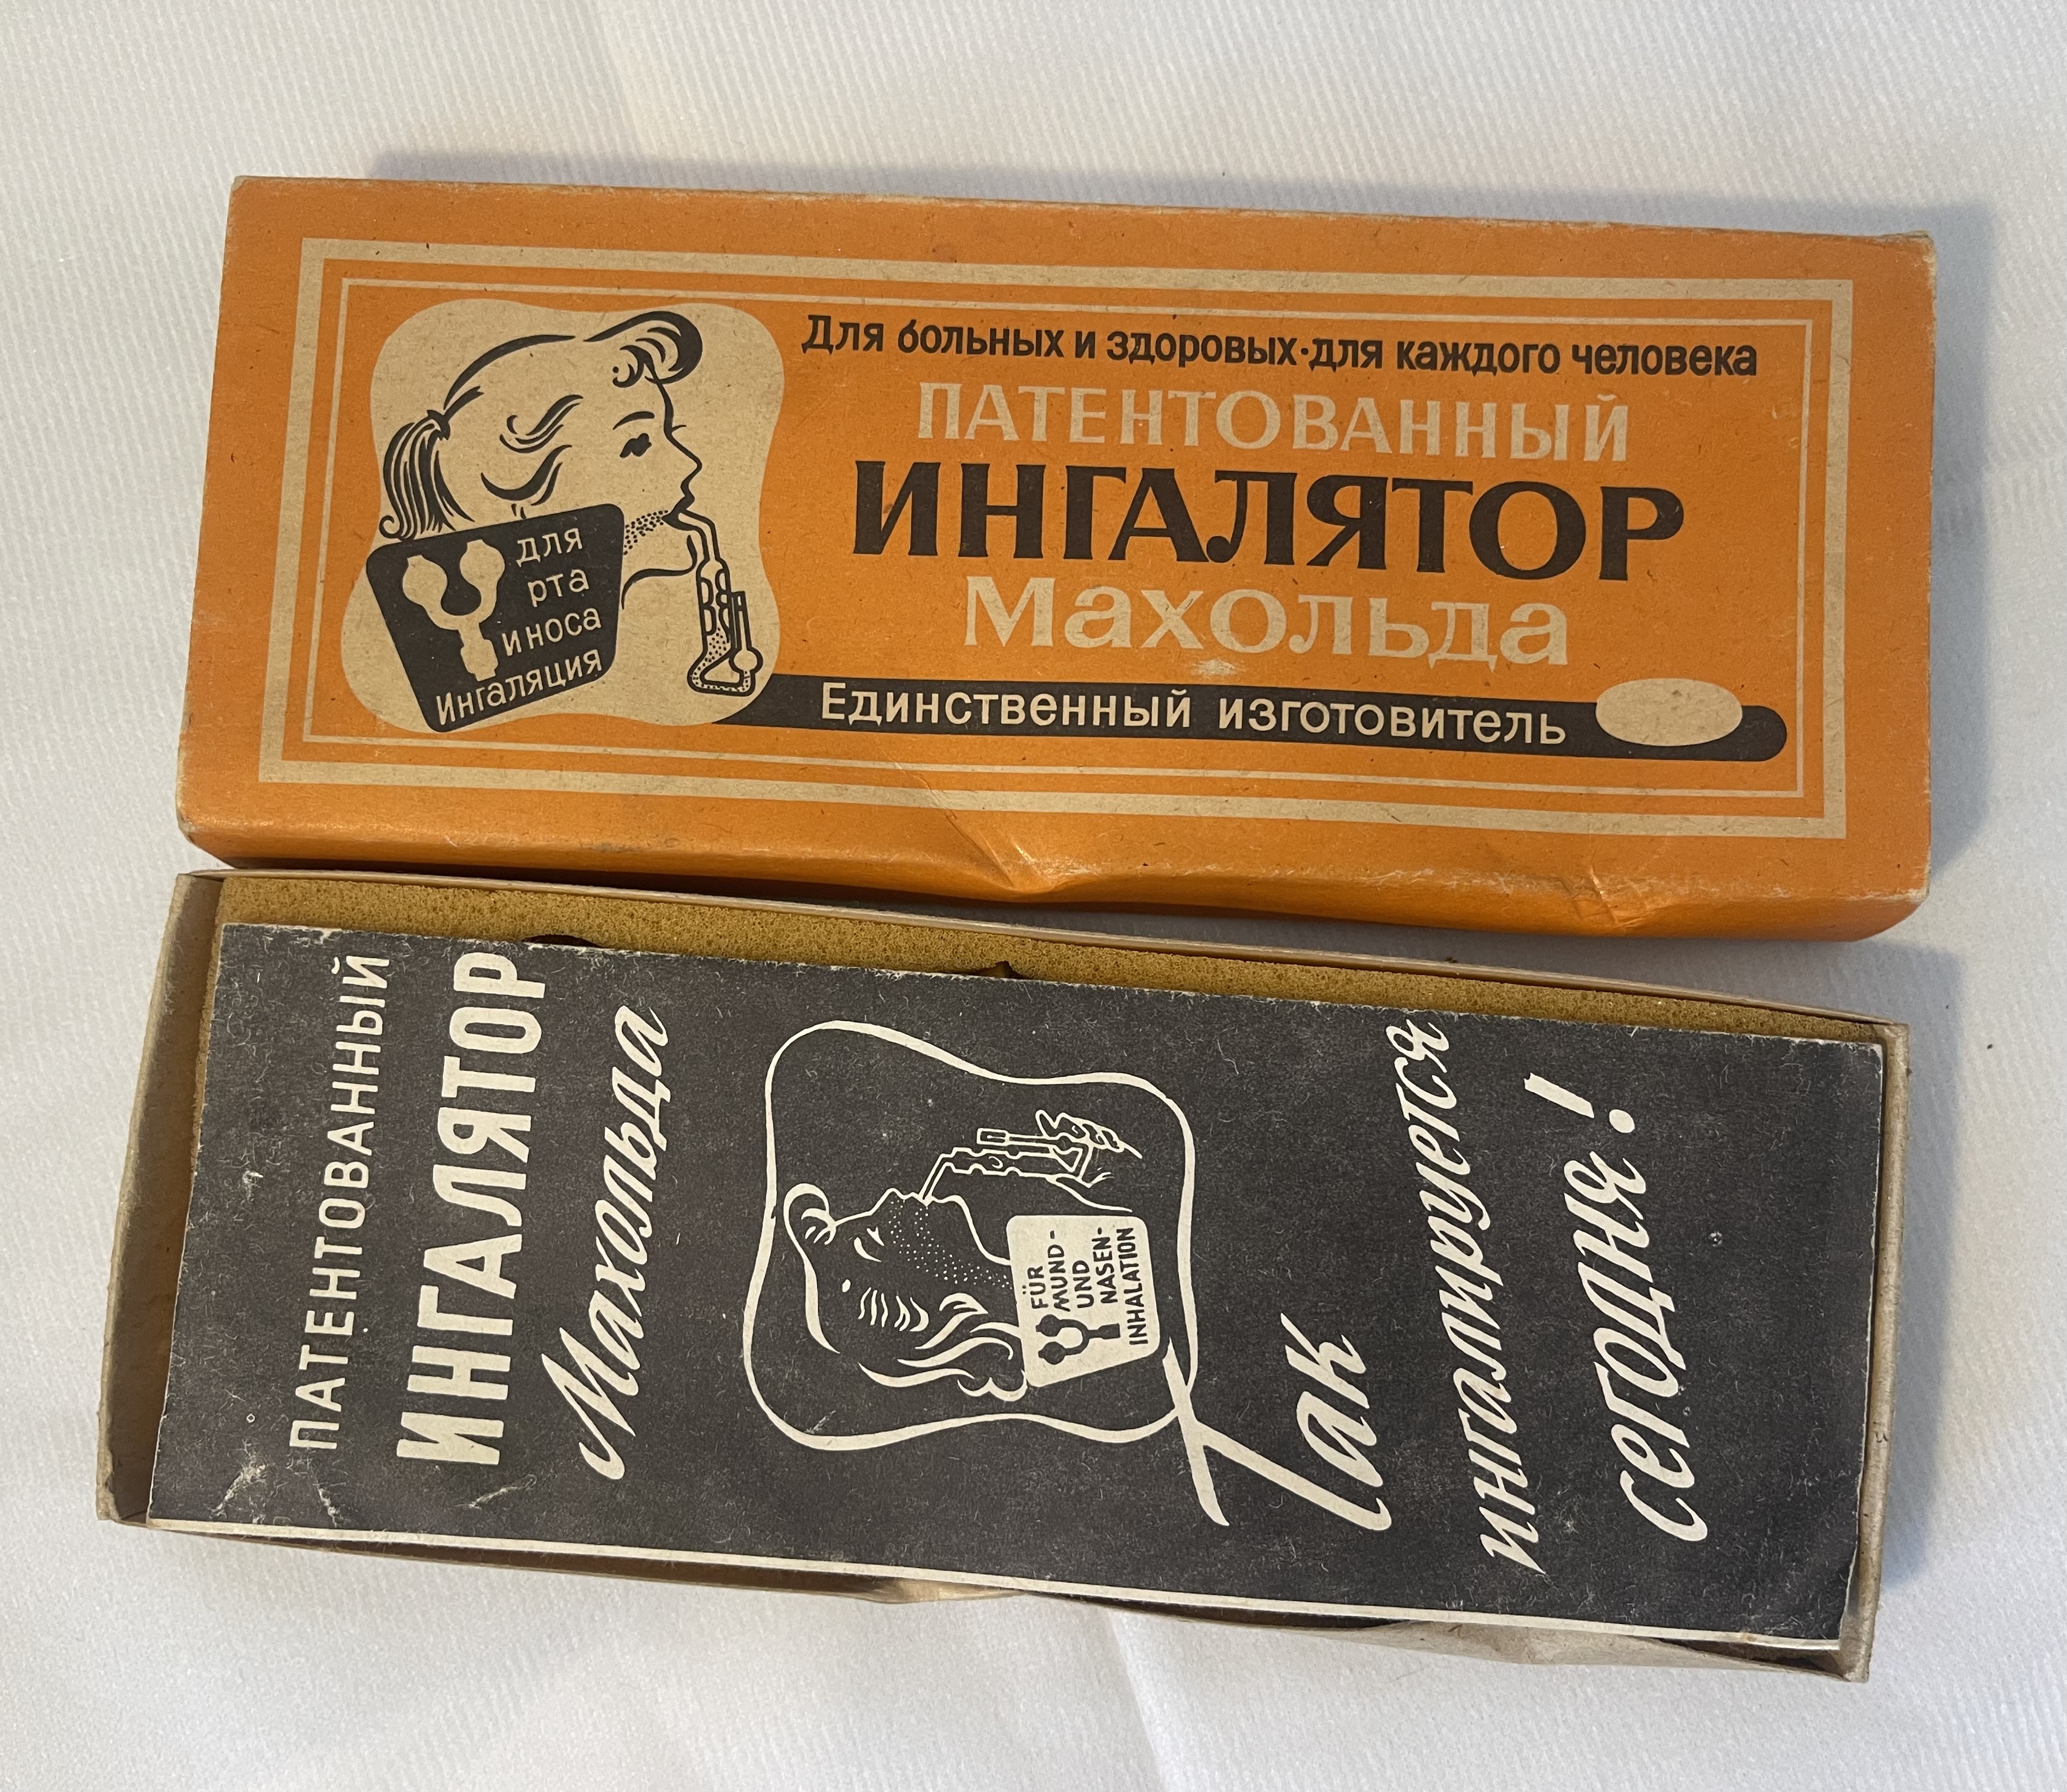 Для больных и здоровых·для каждого человека
ПАТЕНТОВАННЫЙ
ИНГАЛЯТОР
Махольда
Единственный изготовитель
для
рта
и носа
Ингаляция
ПАТЕНТОВАННЫЙ
ИНГАЛЯТОР
Махольда
FÜR
MUND-
UND
NASEN-
INHALATION
Так
ингалируется
сегодня!